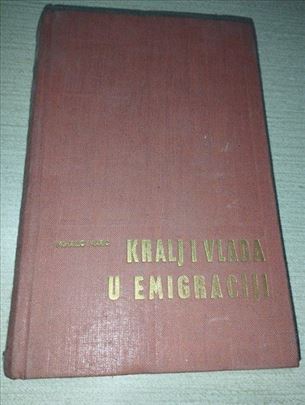 KRALJ I VLADA
U EMIGRACIJI